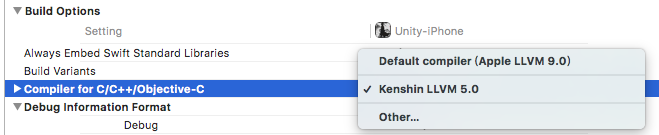 Build Options
Setting
Unity-iPhone
Always Embed Swift Standard Libraries
Build Variants
Compiler for C/C++/Objective-C
Debug Information Format
Debug
Default compiler (Apple LLVM 9.0)
✓ Kenshin LLVM 5.0
Other...